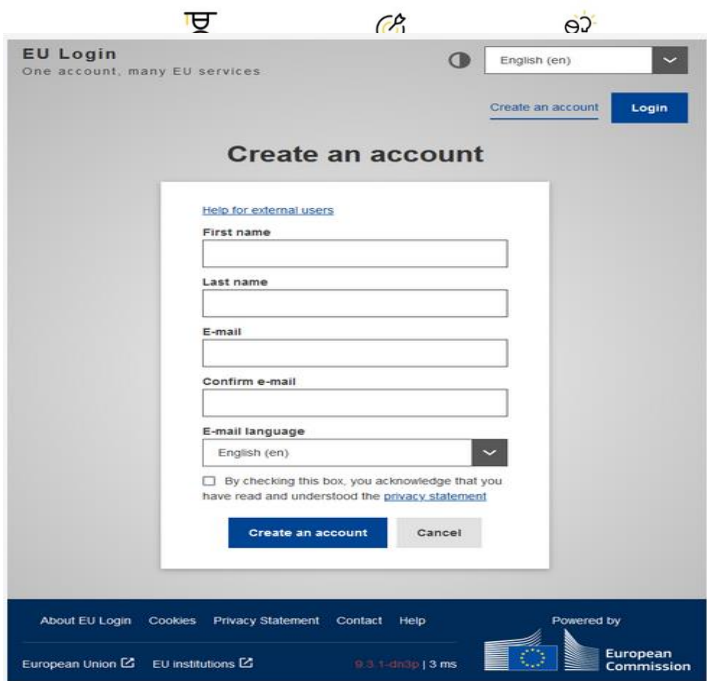 EU Login
One account, many EU services
English (en)
Create an account
Login
Create an account
Help for external users
First name
Last name
E-mail
Confirm e-mail
E-mail language
English (en)
By checking this box, you acknowledge that you
have read and understood the privacy statement
Create an account
Cancel
About EU Login Cookies Privacy Statement Contact Help
Powered by
European Union EU institutions 9.3.1-dn3p | 3 ms
European
Commission